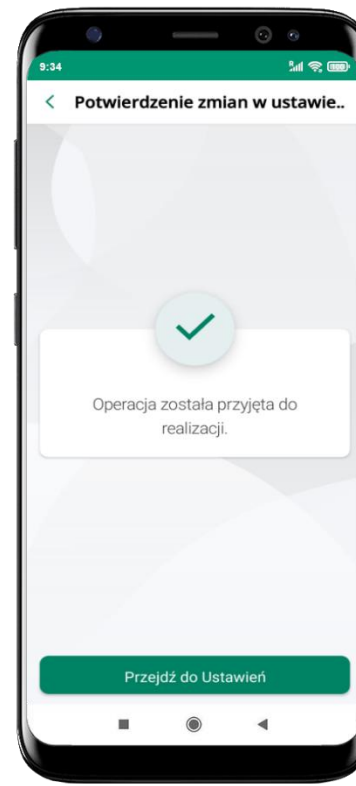 9:34
Potwierdzenie zmian w ustawie..
Operacja została przyjęta do
realizacji.
Przejdź do Ustawień